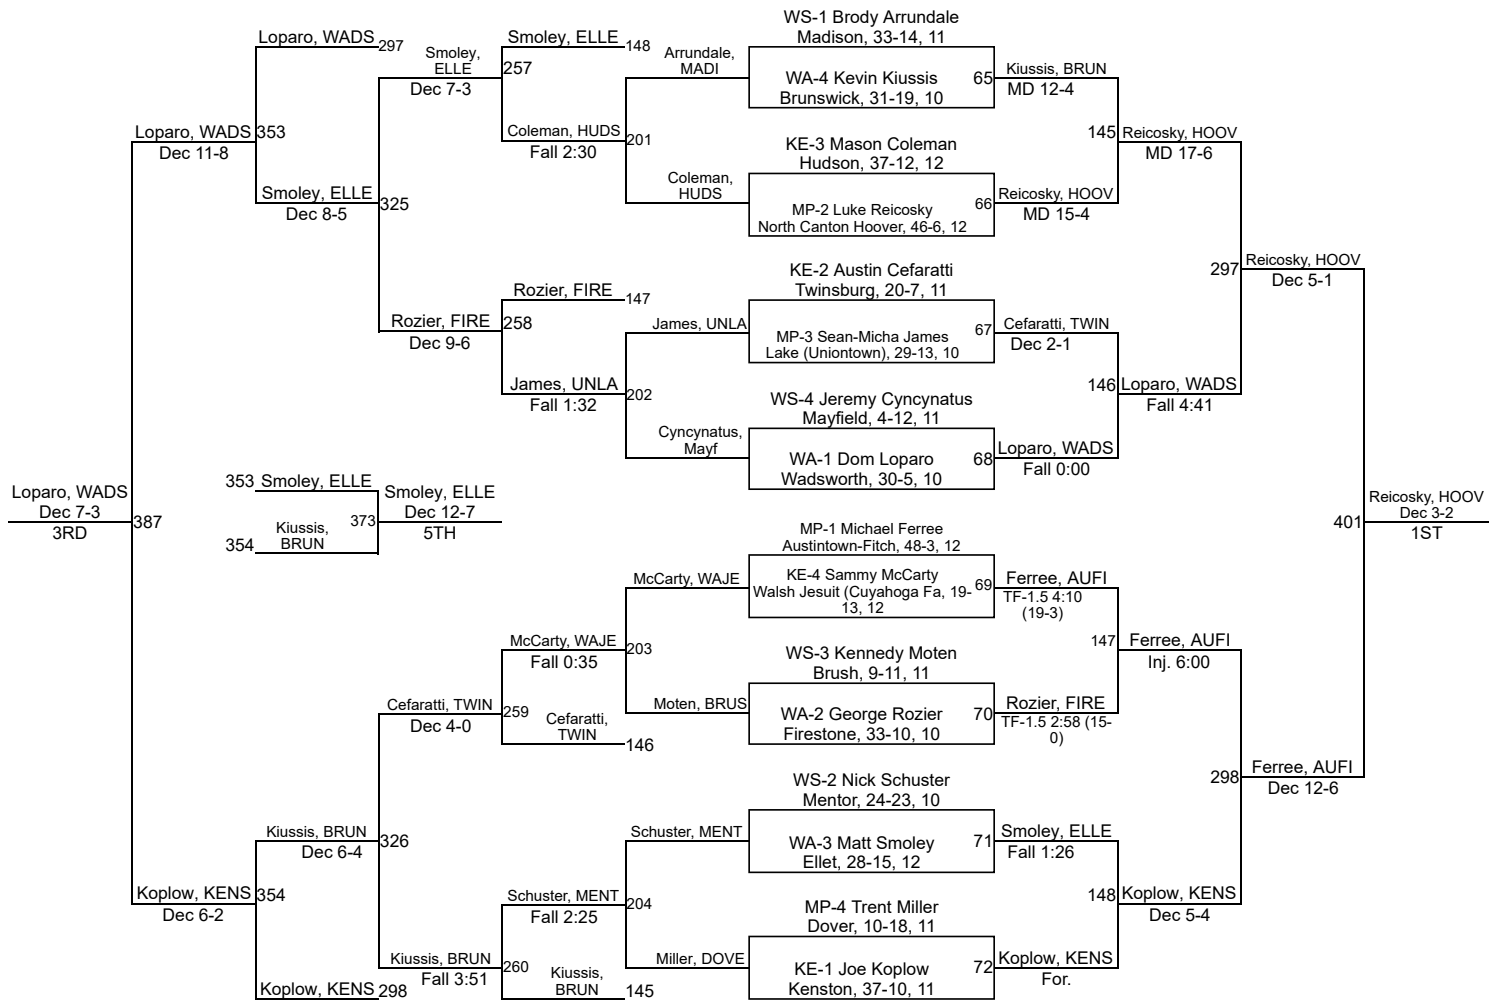 WS-1 Brody Arrundale
Madison, 33-14, 11
Loparo, WADS
297
Smoley, ELLE
148
Smoley,
ELLE
257
Dec 7-3
Arrundale,
MADI
WA-4 Kevin Kiussis
Brunswick, 31-19, 10
65
Kiussis, BRUN
MD 12-4
Loparo, WADS
353
Dec 11-8
Coleman, HUDS
201
Fall 2:30
KE-3 Mason Coleman
Hudson, 37-12, 12
145
Reicosky, HOOV
MD 17-6
Smoley, ELLE
325
Dec 8-5
Coleman,
HUDS
MP-2 Luke Reicosky
North Canton Hoover, 46-6, 12
66
Reicosky, HOOV
MD 15-4
KE-2 Austin Cefaratti
Twinsburg, 20-7, 11
297
Reicosky, HOOV
Dec 5-1
Rozier, FIRE
147
Rozier, FIRE
258
Dec 9-6
James, UNLA
MP-3 Sean-Micha James
Lake (Uniontown), 29-13, 10
67
Cefaratti, TWIN
Dec 2-1
James, UNLA
202
Fall 1:32
WS-4 Jeremy Cyncynatus
Mayfield, 4-12, 11
146
Loparo, WADS
Fall 4:41
Cyncynatus,
Mayf
WA-1 Dom Loparo
Wadsworth, 30-5, 10
68
Loparo, WADS
Fall 0:00
353
Smoley, ELLE
Loparo, WADS
Dec 7-3
387
3RD
Kiussis,
BRUN
354
373
Smoley, ELLE
Dec 12-7
5TH
401
Reicosky, HOOV
Dec 3-2
1ST
MP-1 Michael Ferree
Austintown-Fitch, 48-3, 12
McCarty, WAJE
KE-4 Sammy McCarty
Walsh Jesuit (Cuyahoga Fa, 19-
13, 12
69
Ferree, AUFI
TF-1.5 4:10
(19-3)
McCarty, WAJE
203
Fall 0:35
WS-3 Kennedy Moten
Brush, 9-11, 11
147
Ferree, AUFI
Inj. 6:00
Cefaratti, TWIN
259
Dec 4-0
Cefaratti,
TWIN
146
Moten, BRUS
WA-2 George Rozier
Firestone, 33-10, 10
70
Rozier, FIRE
TF-1.5 2:58 (15-
0)
WS-2 Nick Schuster
Mentor, 24-23, 10
298
Ferree, AUFI
Dec 12-6
Kiussis, BRUN
326
Dec 6-4
Schuster, MENT
WA-3 Matt Smoley
Ellet, 28-15, 12
71
Smoley, ELLE
Fall 1:26
Koplow, KENS
354
Dec 6-2
Schuster, MENT
204
Fall 2:25
MP-4 Trent Miller
Dover, 10-18, 11
148
Koplow, KENS
Dec 5-4
Kiussis, BRUN
260
Fall 3:51
Miller, DOVE
KE-1 Joe Koplow
Kenston, 37-10, 11
72
Koplow, KENS
For.
Koplow, KENS
298
Kiussis,
BRUN
145